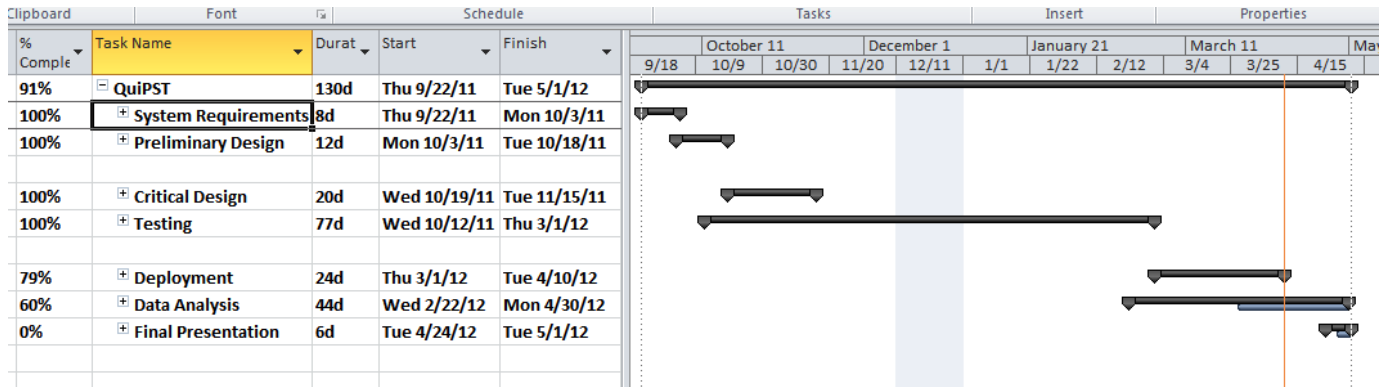 Clipboard Font Schedule Tasks Insert Properties
% Comple Task Name Durat Start Finish
October 11 December 1 January 21 March 11 May
9/18 10/9 10/30 11/20 12/11 1/1 1/22 2/12 3/4 3/25 4/15
91% QuiPST 130d Thu 9/22/11 Tue 5/1/12
100% System Requirements 8d Thu 9/22/11 Mon 10/3/11
100% Preliminary Design 12d Mon 10/3/11 Tue 10/18/11
100% Critical Design 20d Wed 10/19/11 Tue 11/15/11
100% Testing 77d Wed 10/12/11 Thu 3/1/12
79% Deployment 24d Thu 3/1/12 Tue 4/10/12
60% Data Analysis 44d Wed 2/22/12 Mon 4/30/12
0% Final Presentation 6d Tue 4/24/12 Tue 5/1/12